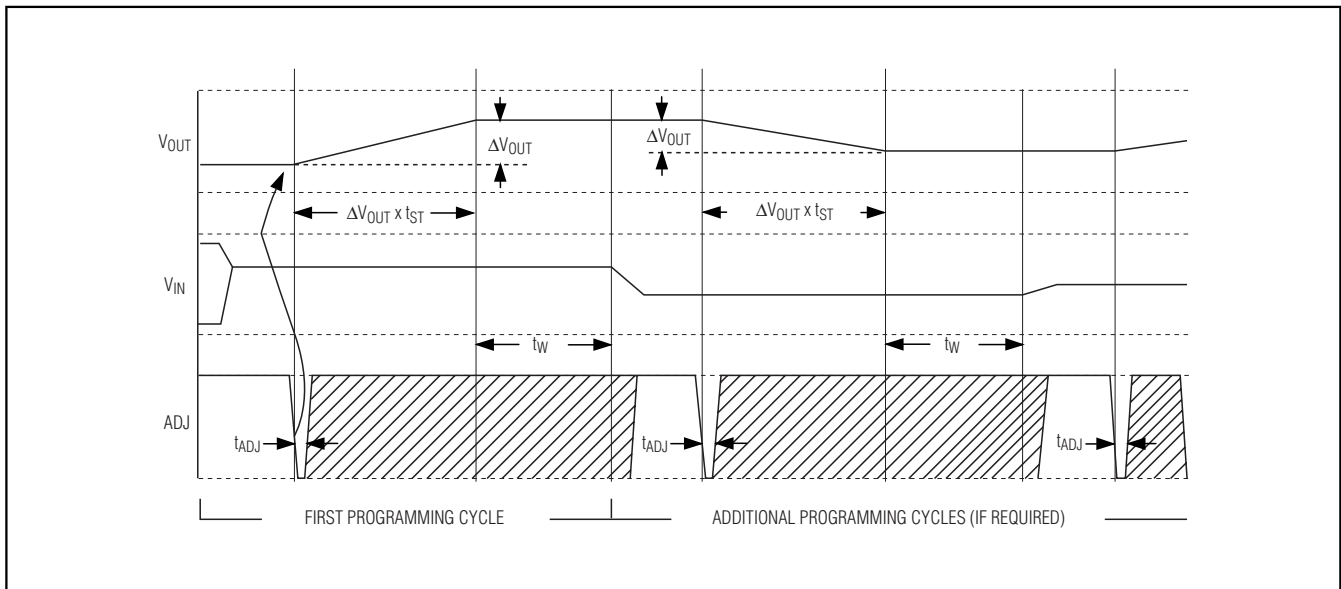 VOUT
ΔVOUT
ΔVOUT
ΔVOUT x tST
ΔVOUT x tST
VIN
tW
tW
ADJ
tADJ
tADJ
tADJ
FIRST PROGRAMMING CYCLE
ADDITIONAL PROGRAMMING CYCLES (IF REQUIRED)